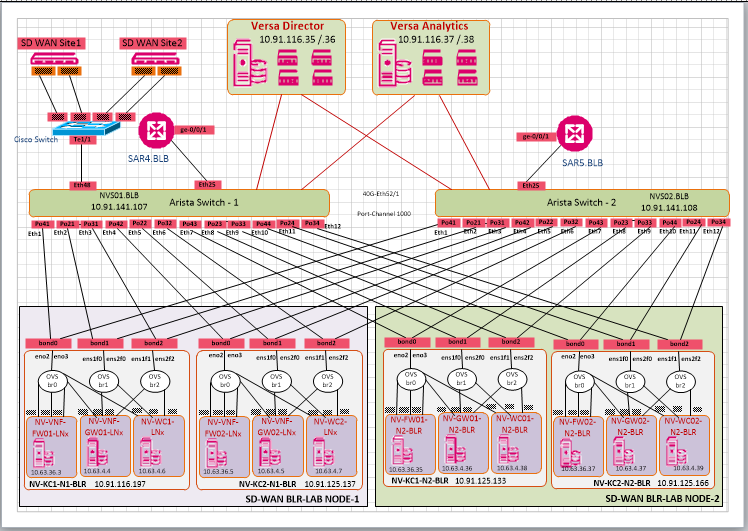 Versa Director
10.91.116.35 /.36
Versa Analytics
10.91.116.37 /.38
SD WAN Site1
SD WAN Site2
Cisco Switch
Te1/1
ge-0/0/1
SAR4.BLB
ge-0/0/1
SAR5.BLB
Eth48
Eth25
Eth25
NVS01.BLB
10.91.141.107
Arista Switch - 1
40G-Eth52/1
Port-Channel 1000
Arista Switch - 2
NVS02.BLB
10.91.141.108
Po41 Po21 Po31 Po42 Po22 Po32 Po43 Po23 Po33 Po44 Po24 Po34
Eth1 Eth2 Eth3 Eth4 Eth5 Eth6 Eth7 Eth8 Eth9 Eth10 Eth11 Eth12
Po41 Po21 Po31 Po42 Po22 Po32 Po43 Po23 Po33 Po44 Po24 Po34
Eth1 Eth2 Eth3 Eth4 Eth5 Eth6 Eth7 Eth8 Eth9 Eth10 Eth11 Eth12
bond0 bond1 bond2
eno2 eno3 ens1f0 ens2f0 ens1f1 ens2f2
OVS br0
OVS br1
OVS br2
NV-VNF-FW01-LNx
10.63.36.3
NV-VNF-GW01-LNx
10.63.4.4
NV-WC1-LNx
10.63.4.6
NV-KC1-N1-BLR 10.91.116.197
bond0 bond1 bond2
eno2 eno3 ens1f0 ens2f0 ens1f1 ens2f2
OVS br0
OVS br1
OVS br2
NV-VNF-FW02-LNx
10.63.36.5
NV-VNF-GW02-LNx
10.63.4.5
NV-WC2-LNx
10.63.4.7
NV-KC2-N1-BLR 10.91.125.137
SD-WAN BLR-LAB NODE-1
bond0 bond1 bond2
eno2 eno3 ens1f0 ens2f0 ens1f1 ens2f2
OVS br0
OVS br1
OVS br2
NV-FW01-N2-BLR
10.63.36.35
NV-GW01-N2-BLR
10.63.4.36
NV-WC01-N2-BLR
10.63.4.38
NV-KC1-N2-BLR 10.91.125.133
bond0 bond1 bond2
eno2 eno3 ens1f0 ens2f0 ens1f1 ens2f2
OVS br0
OVS br1
OVS br2
NV-FW02-N2-BLR
10.63.36.37
NV-GW02-N2-BLR
10.63.4.37
NV-WC02-N2-BLR
10.63.4.39
NV-KC2-N2-BLR 10.91.125.166
SD-WAN BLR-LAB NODE-2